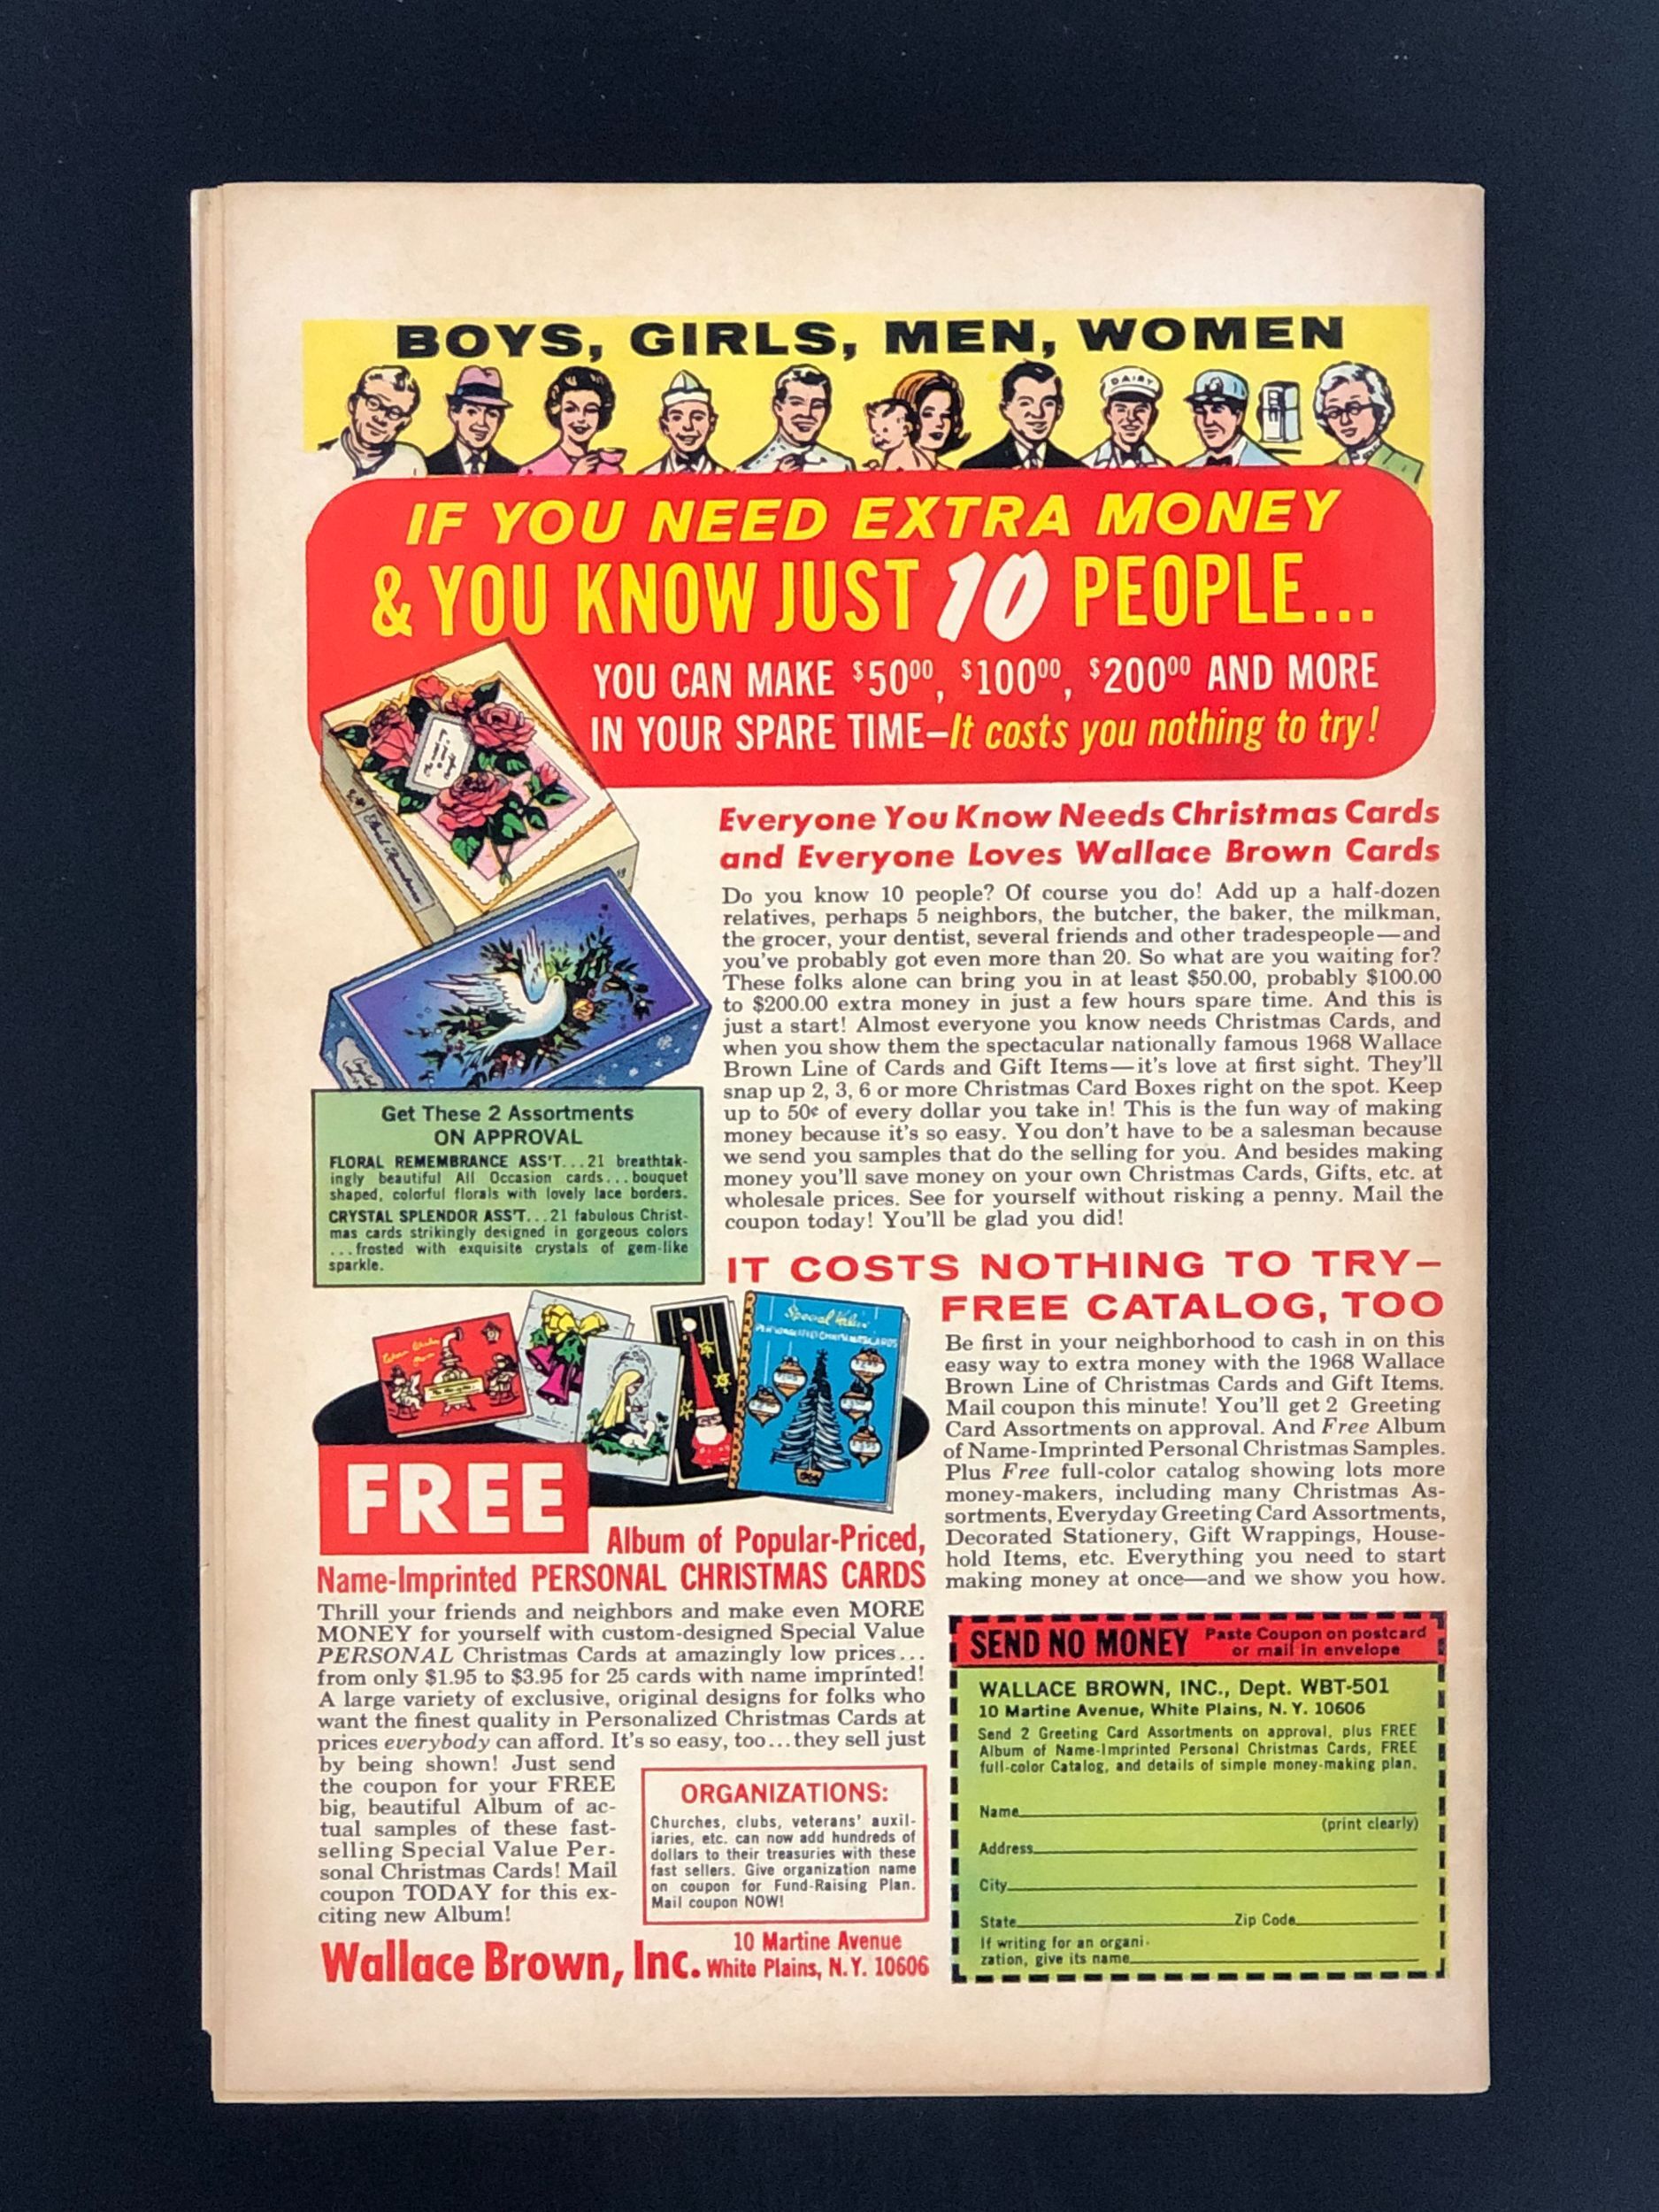 BOYS, GIRLS, MEN, WOMEN
DAIRY
IF YOU NEED EXTRA MONEY
& YOU KNOW JUST 10 PEOPLE...
YOU CAN MAKE $50⁰⁰, $100⁰⁰, $200⁰⁰ AND MORE
IN YOUR SPARE TIME—It costs you nothing to try!
Everyone You Know Needs Christmas Cards
and Everyone Loves Wallace Brown Cards
Do you know 10 people? Of course you do! Add up a half-dozen
relatives, perhaps 5 neighbors, the butcher, the baker, the milkman,
the grocer, your dentist, several friends and other tradespeople—and
you've probably got even more than 20. So what are you waiting for?
These folks alone can bring you in at least $50.00, probably $100.00
to $200.00 extra money in just a few hours spare time. And this is
just a start! Almost everyone you know needs Christmas Cards, and
when you show them the spectacular nationally famous 1968 Wallace
Brown Line of Cards and Gift Items—it's love at first sight. They'll
snap up 2, 3, 6 or more Christmas Card Boxes right on the spot. Keep
up to 50¢ of every dollar you take in! This is the fun way of making
money because it's so easy. You don't have to be a salesman because
we send you samples that do the selling for you. And besides making
money you'll save money on your own Christmas Cards, Gifts, etc. at
wholesale prices. See for yourself without risking a penny. Mail the
coupon today! You'll be glad you did!
Get These 2 Assortments
ON APPROVAL
FLORAL REMEMBRANCE ASS'T...21 breathtak-
ingly beautiful All Occasion cards...bouquet
shaped, colorful florals with lovely lace borders.
CRYSTAL SPLENDOR ASS'T...21 fabulous Christ-
mas cards strikingly designed in gorgeous colors
...frosted with exquisite crystals of gem-like
sparkle.
IT COSTS NOTHING TO TRY—
FREE CATALOG, TOO
Be first in your neighborhood to cash in on this
easy way to extra money with the 1968 Wallace
Brown Line of Christmas Cards and Gift Items.
Mail coupon this minute! You'll get 2 Greeting
Card Assortments on approval. And Free Album
of Name-Imprinted Personal Christmas Samples.
Plus Free full-color catalog showing lots more
money-makers, including many Christmas As-
sortments, Everyday Greeting Card Assortments,
Decorated Stationery, Gift Wrappings, House-
hold Items, etc. Everything you need to start
making money at once—and we show you how.
Special Value
PERSONALIZED CHRISTMAS CARDS
FREE
Album of Popular-Priced,
Name-Imprinted PERSONAL CHRISTMAS CARDS
Thrill your friends and neighbors and make even MORE
MONEY for yourself with custom-designed Special Value
PERSONAL Christmas Cards at amazingly low prices...
from only $1.95 to $3.95 for 25 cards with name imprinted!
A large variety of exclusive, original designs for folks who
want the finest quality in Personalized Christmas Cards at
prices everybody can afford. It's so easy, too...they sell just
by being shown! Just send
the coupon for your FREE
big, beautiful Album of ac-
tual samples of these fast-
selling Special Value Per-
sonal Christmas Cards! Mail
coupon TODAY for this ex-
citing new Album!
ORGANIZATIONS:
Churches, clubs, veterans' auxil-
iaries, etc. can now add hundreds of
dollars to their treasuries with these
fast sellers. Give organization name
on coupon for Fund-Raising Plan.
Mail coupon NOW!
Wallace Brown, Inc. 10 Martine Avenue
White Plains, N.Y. 10606
SEND NO MONEY Paste Coupon on postcard
or mail in envelope
WALLACE BROWN, INC., Dept. WBT-501
10 Martine Avenue, White Plains, N.Y. 10606
Send 2 Greeting Card Assortments on approval, plus FREE
Album of Name-Imprinted Personal Christmas Cards, FREE
full-color Catalog, and details of simple money-making plan.
Name
(print clearly)
Address
City
State Zip Code
If writing for an organi-
zation, give its name